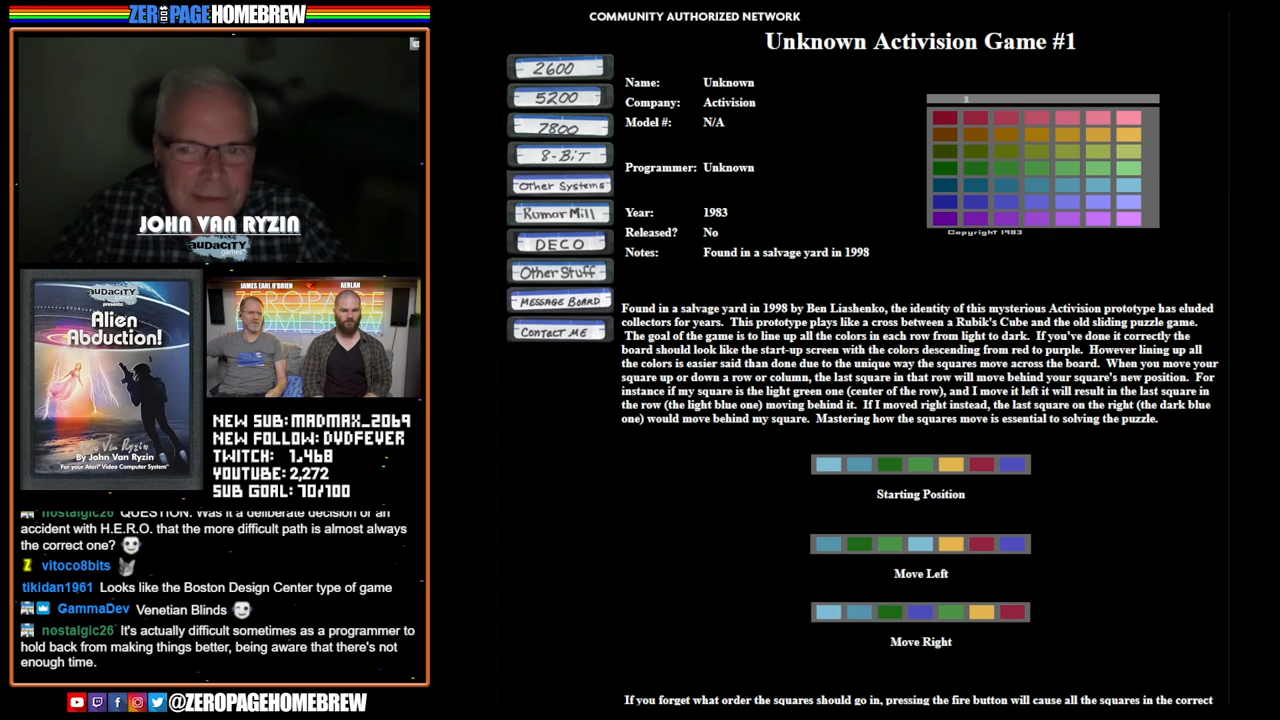 ZEROPAGE HOMEBREW
JOHN VAN RYZIN
AUDACITY
games
AUDACITY
presents:
Alien
Abduction!
John Van Ryzin
By John Van Ryzin
For your Atari Video Computer System
JAMES EARL O'BRIEN
AERLAN
ZEROPAGE
HOMEBREW
NEW SUB: MADMAX_2069
NEW FOLLOW: DVDFEVER
TWITCH: 1,468
YOUTUBE: 2,272
SUB GOAL: 70/100
nostalgic26 QUESTION: Was it a deliberate decision or an
accident with H.E.R.O. that the more difficult path is almost always
the correct one?
vitoco8bits
tikidan1961 Looks like the Boston Design Center type of game
GammaDev Venetian Blinds
nostalgic26 It's actually difficult sometimes as a programmer to
hold back from making things better, being aware that there's not
enough time.
@ZEROPAGEHOMEBREW
COMMUNITY AUTHORIZED NETWORK
Unknown Activision Game #1
2600
5200
7800
8-BiT
Other Systems
Rumor Mill
DECO
Other Stuff
MESSAGE BOARD
CONTACT ME
Name: Unknown
Company: Activision
Model #: N/A
Programmer: Unknown
Year: 1983
Released? No
Notes: Found in a salvage yard in 1998
1
Copyright 1983
Found in a salvage yard in 1998 by Ben Liashenko, the identity of this mysterious Activision prototype has eluded
collectors for years. This prototype plays like a cross between a Rubik's Cube and the old sliding puzzle game.
The goal of the game is to line up all the colors in each row from light to dark. If you've done it correctly the
board should look like the start-up screen with the colors descending from red to purple. However lining up all
the colors is easier said than done due to the unique way the squares move across the board. When you move your
square up or down a row or column, the last square in that row will move behind your square's new position. For
instance if my square is the light green one (center of the row), and I move it left it will result in the last square in
the row (the light blue one) moving behind it. If I moved right instead, the last square on the right (the dark blue
one) would move behind my square. Mastering how the squares move is essential to solving the puzzle.
Starting Position
Move Left
Move Right
If you forget what order the squares should go in, pressing the fire button will cause all the squares in the correct